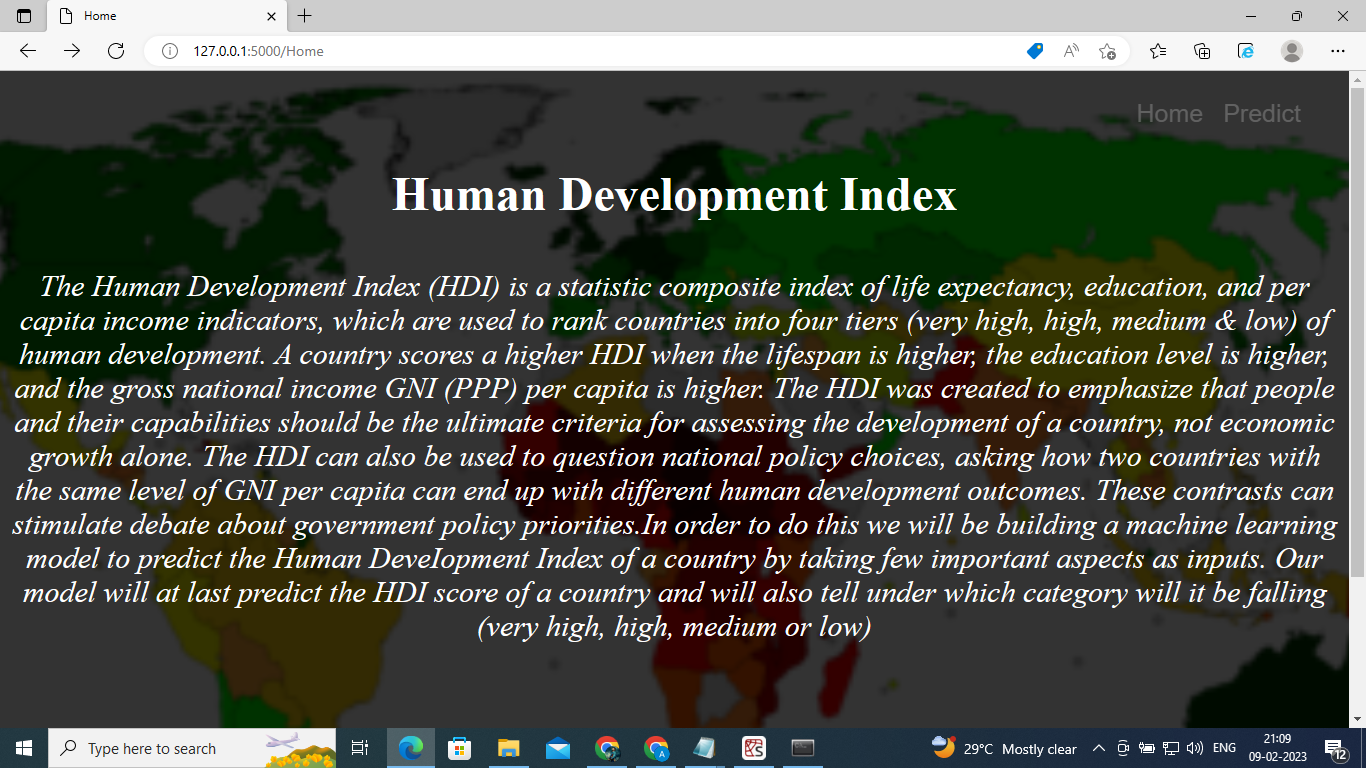 Home
127.0.0.1:5000/Home
Home Predict
Human Development Index
The Human Development Index (HDI) is a statistic composite index of life expectancy, education, and per
capita income indicators, which are used to rank countries into four tiers (very high, high, medium & low) of
human development. A country scores a higher HDI when the lifespan is higher, the education level is higher,
and the gross national income GNI (PPP) per capita is higher. The HDI was created to emphasize that people
and their capabilities should be the ultimate criteria for assessing the development of a country, not economic
growth alone. The HDI can also be used to question national policy choices, asking how two countries with
the same level of GNI per capita can end up with different human development outcomes. These contrasts can
stimulate debate about government policy priorities.In order to do this we will be building a machine learning
model to predict the Human DeveIopment Index of a country by taking few important aspects as inputs. Our
model will at last predict the HDI score of a country and will also tell under which category will it be falling
(very high, high, medium or low)
Type here to search
29°C Mostly clear
ENG
21:09
09-02-2023
12